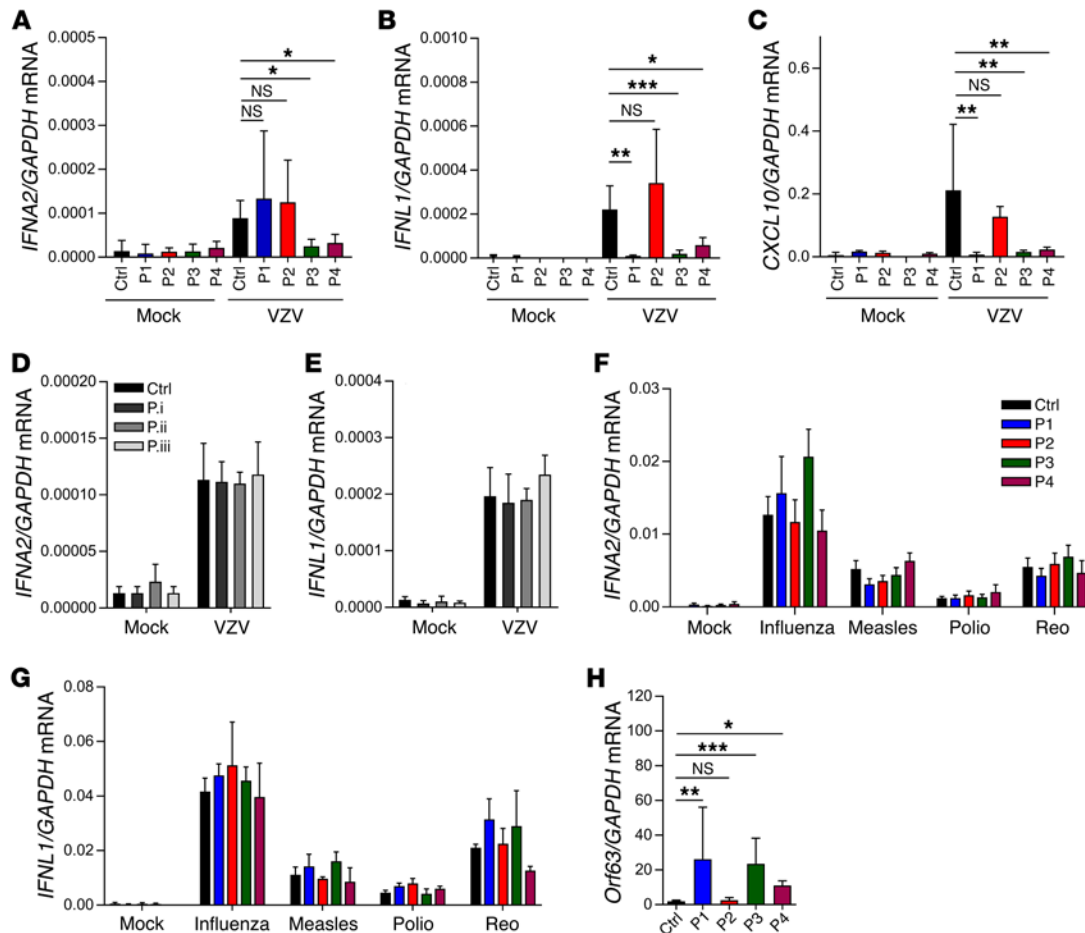 A
IFNA2/GAPDH mRNA
0.0005
0.0004
0.0003
0.0002
0.0001
0.0000
*
*
NS
NS
Ctrl P1 P2 P3 P4 Ctrl P1 P2 P3 P4
Mock VZV
B
IFNL1/GAPDH mRNA
0.0010
0.0008
0.0006
0.0004
0.0002
0.0000
*
***
NS
**
Ctrl P1 P2 P3 P4 Ctrl P1 P2 P3 P4
Mock VZV
C
CXCL10/GAPDH mRNA
0.6
0.4
0.2
0.0
**
**
NS
**
Ctrl P1 P2 P3 P4 Ctrl P1 P2 P3 P4
Mock VZV
D
IFNA2/GAPDH mRNA
0.00020
0.00015
0.00010
0.00005
0.00000
Ctrl
P.i
P.ii
P.iii
Mock VZV
E
IFNL1/GAPDH mRNA
0.0004
0.0003
0.0002
0.0001
0.0000
Mock VZV
F
IFNA2/GAPDH mRNA
0.03
0.02
0.01
0.00
Ctrl
P1
P2
P3
P4
Mock Influenza Measles Polio Reo
G
IFNL1/GAPDH mRNA
0.08
0.06
0.04
0.02
0.00
Mock Influenza Measles Polio Reo
H
Orf63/GAPDH mRNA
120
100
80
60
40
20
0
*
***
NS
**
Ctrl P1 P2 P3 P4